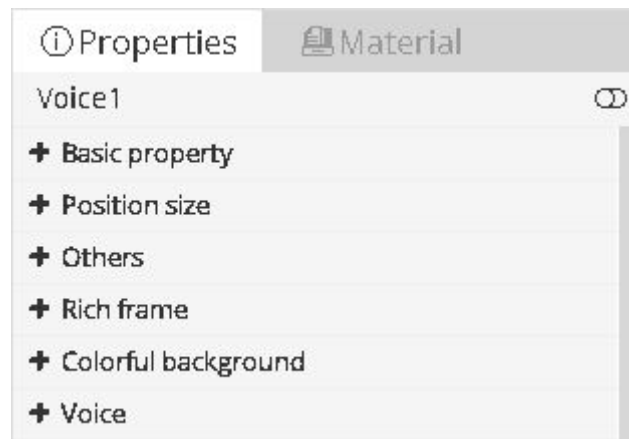 Properties Material
Voice1
+ Basic property
+ Position size
+ Others
+ Rich frame
+ Colorful background
+ Voice